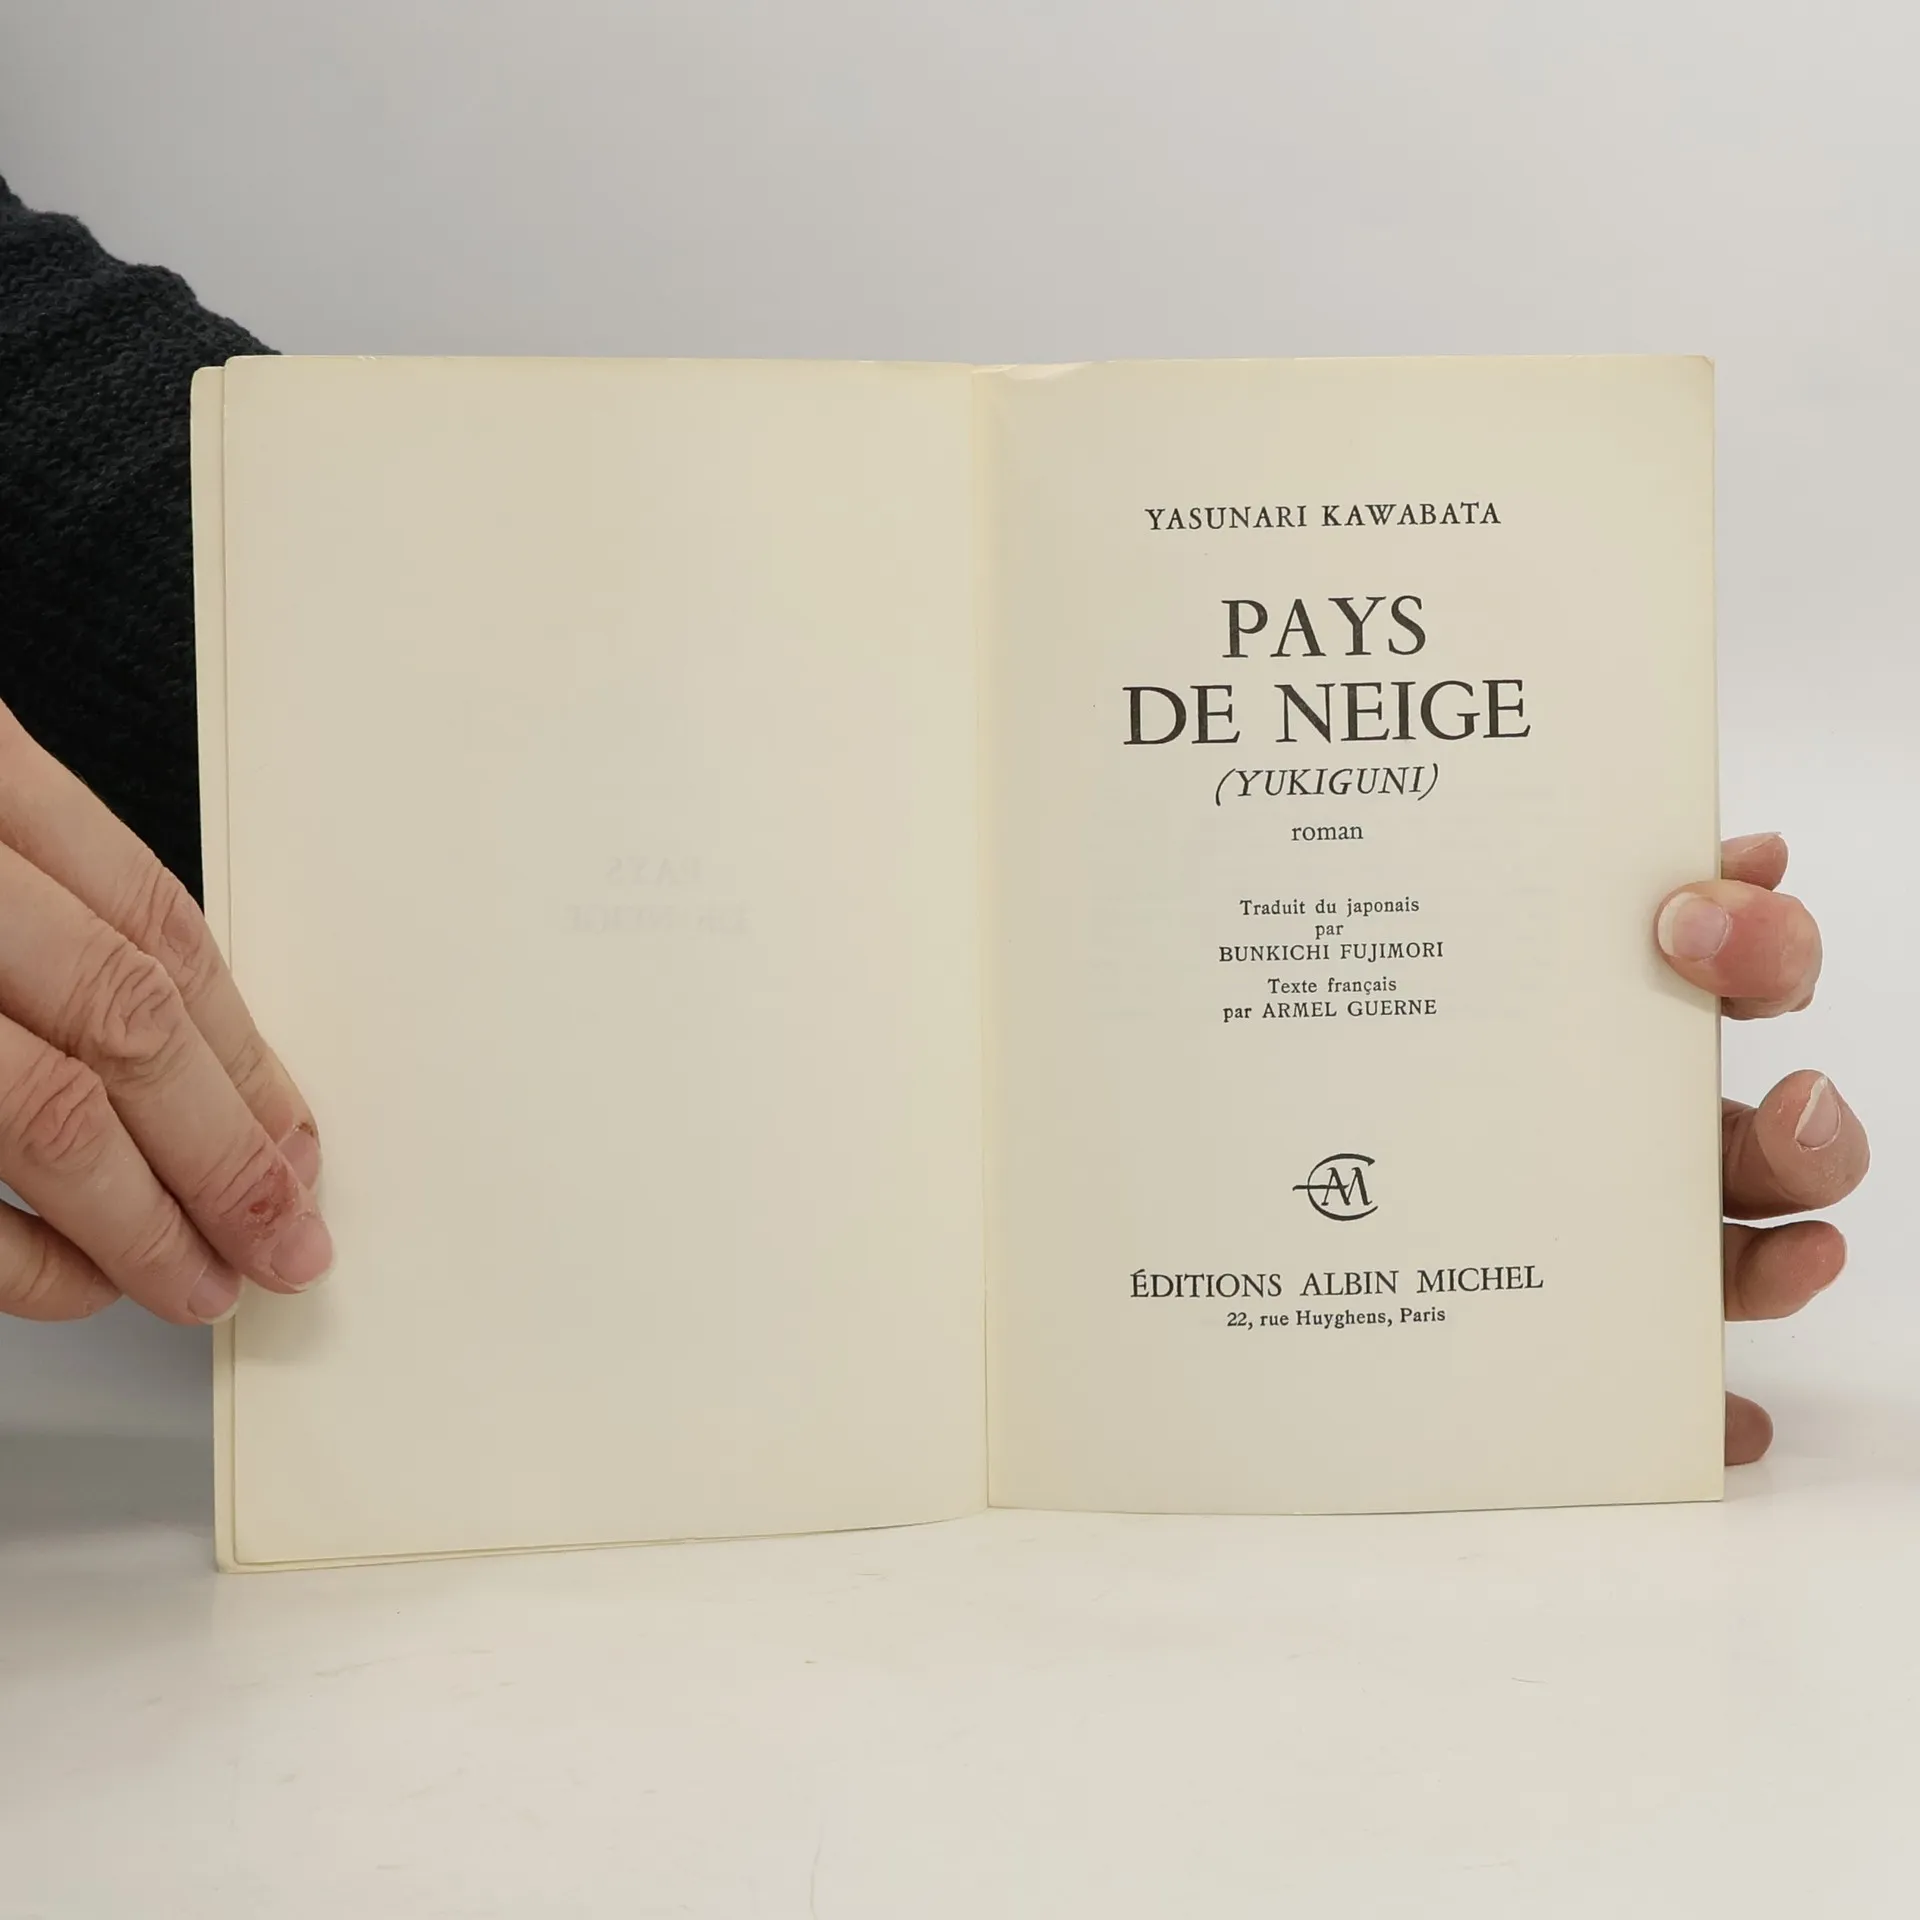 YASUNARI KAWABATA
PAYS
DE NEIGE
(YUKIGUNI)
roman
Traduit du japonais
par
BUNKICHI FUJIMORI
Texte français
par ARMEL GUERNE
AM
ÉDITIONS ALBIN MICHEL
22, rue Huyghens, Paris